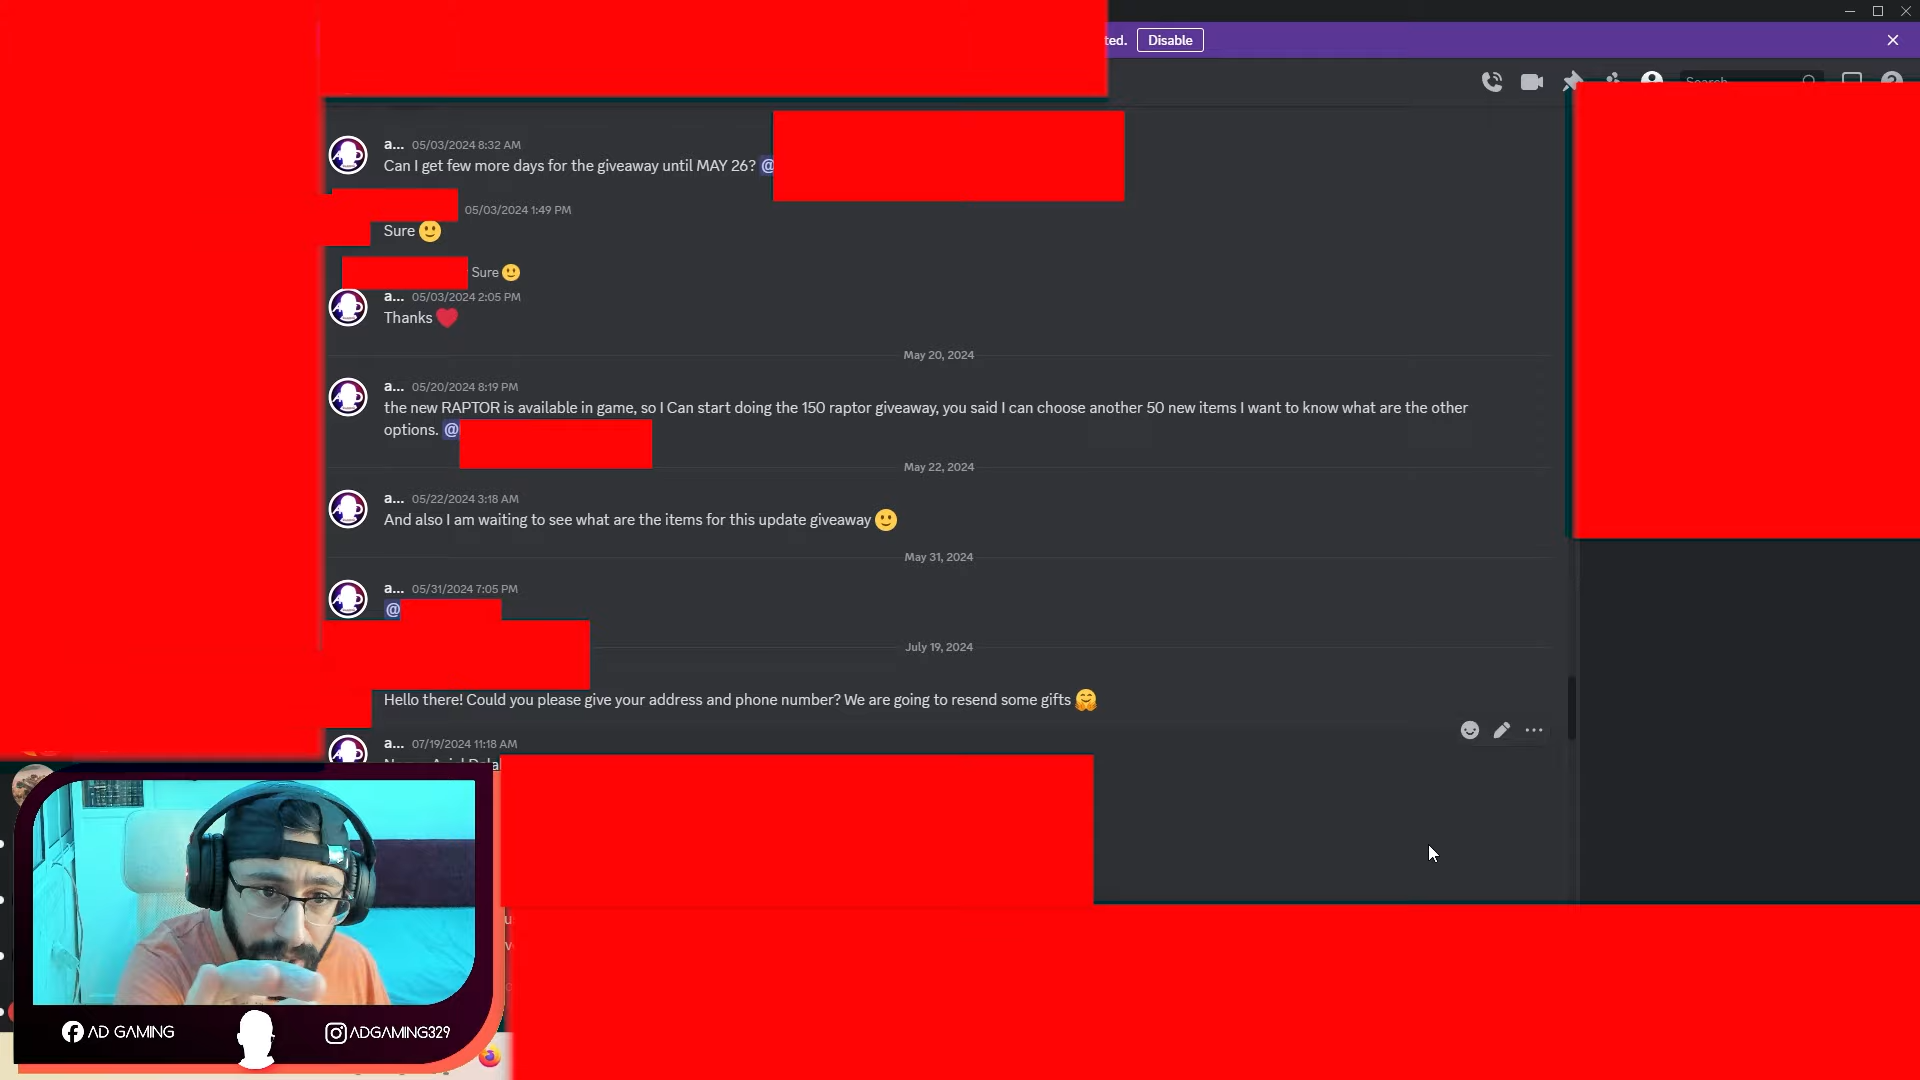 ted. Disable
Search
a... 05/03/2024 8:32 AM
Can I get few more days for the giveaway until MAY 26? @
05/03/2024 1:49 PM
Sure
Sure
a... 05/03/2024 2:05 PM
Thanks
May 20, 2024
a... 05/20/2024 8:19 PM
the new RAPTOR is available in game, so I Can start doing the 150 raptor giveaway, you said I can choose another 50 new items I want to know what are the other
options. @
May 22, 2024
a... 05/22/2024 3:18 AM
And also I am waiting to see what are the items for this update giveaway
May 31, 2024
a... 05/31/2024 7:05 PM
@
July 19, 2024
Hello there! Could you please give your address and phone number? We are going to resend some gifts
a... 07/19/2024 11:18 AM
AD GAMING
ADGAMING329